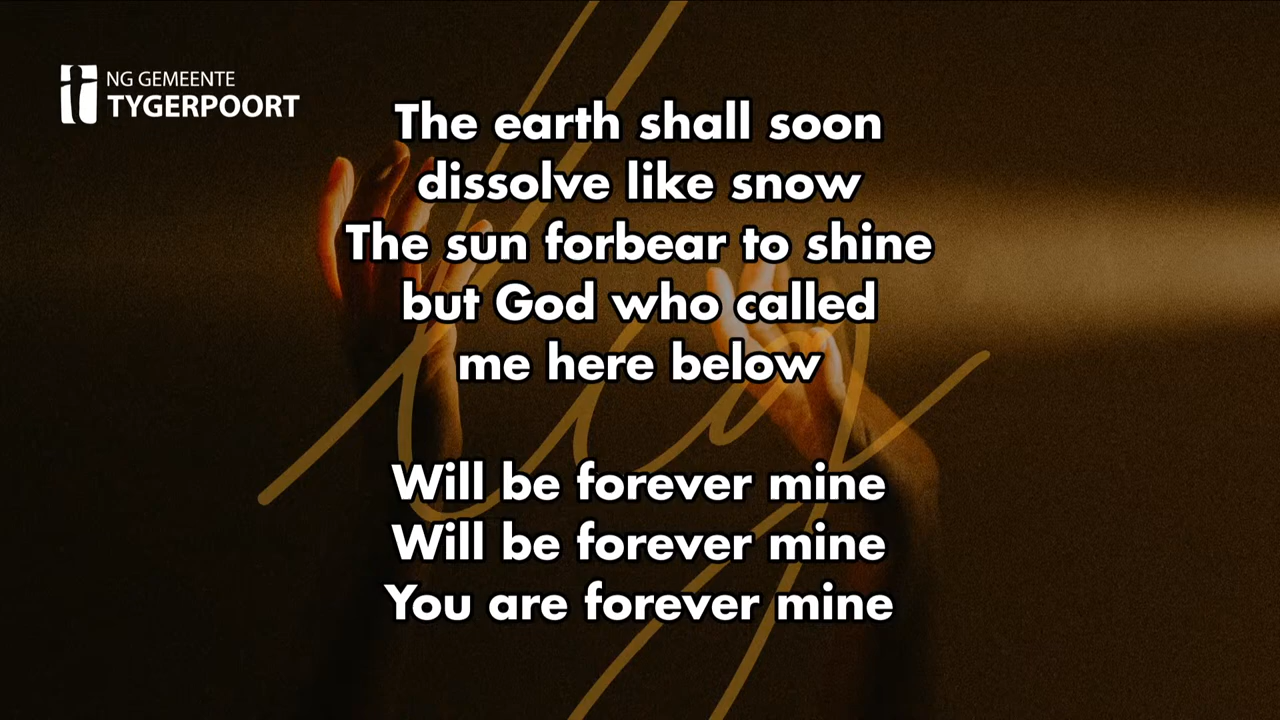 NG GEMEENTE
TYGERPOORT
The earth shall soon
dissolve like snow
The sun forbear to shine
but God who called
me here below
Will be forever mine
Will be forever mine
You are forever mine